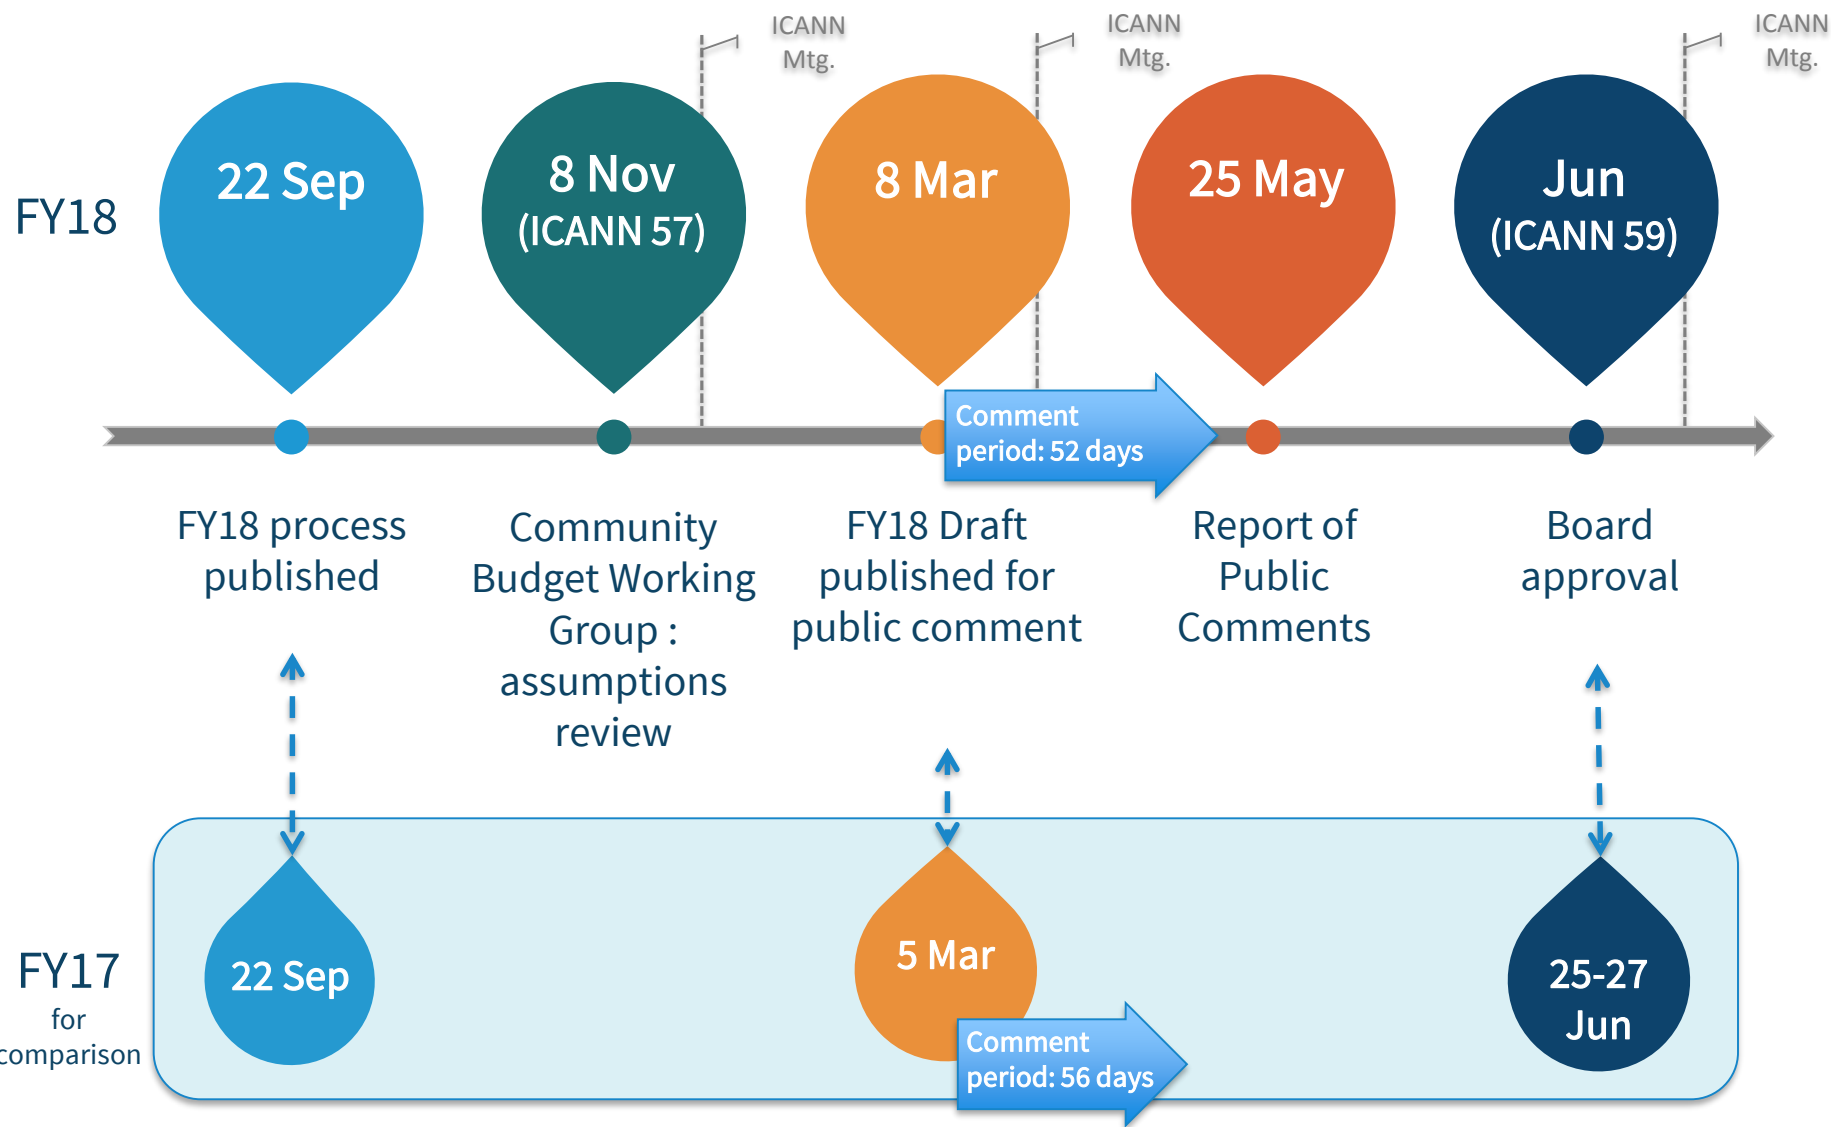 ICANN
Mtg.
ICANN
Mtg.
ICANN
Mtg.
FY18
22 Sep
8 Nov
(ICANN 57)
8 Mar
25 May
Jun
(ICANN 59)
Comment
period: 52 days
FY18 process
published
Community
Budget Working
Group :
assumptions
review
FY18 Draft
published for
public comment
Report of
Public
Comments
Board
approval
FY17
for
comparison
22 Sep
5 Mar
Comment
period: 56 days
25-27
Jun